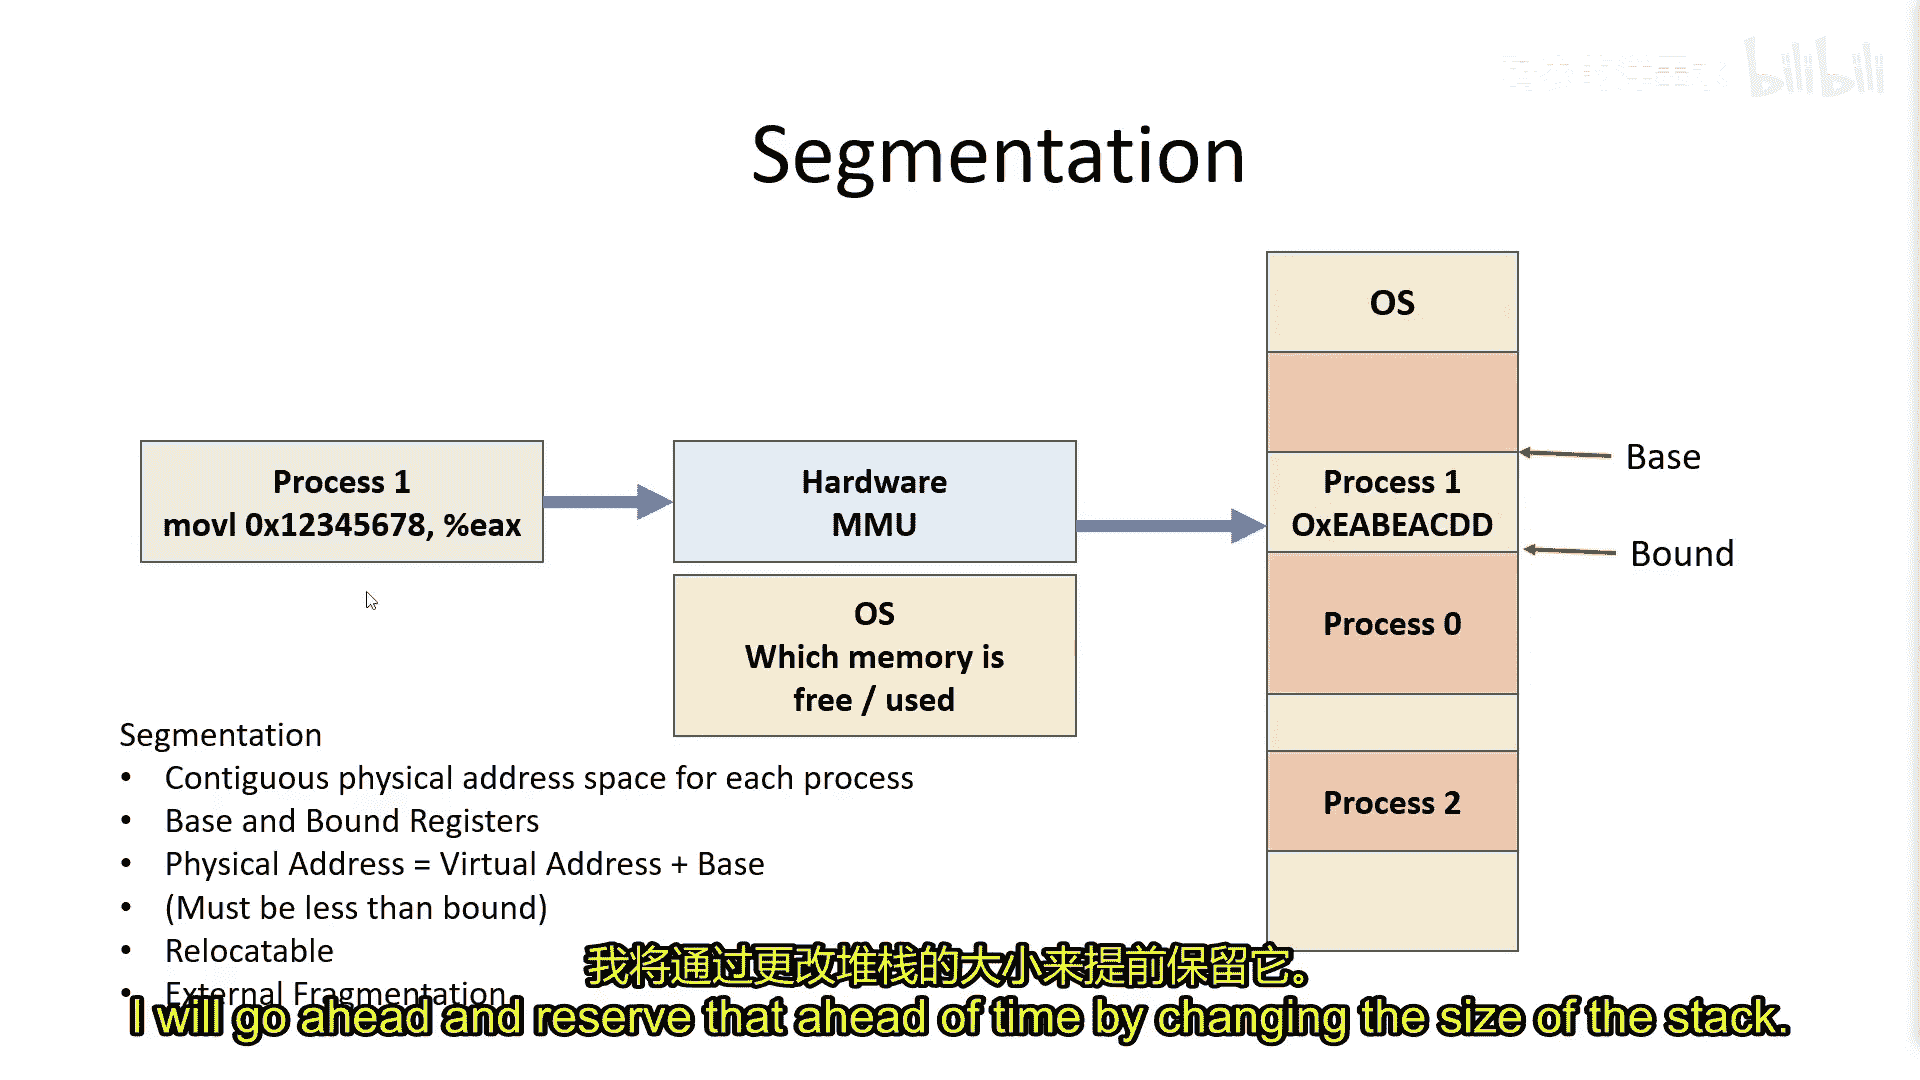 bilibili
Segmentation
OS
Base
Process 1
movl 0x12345678, %eax
Hardware
MMU
Process 1
OxEABEACDD
Bound
OS
Which memory is
free / used
Process 0
Process 2
Segmentation
• Contiguous physical address space for each process
• Base and Bound Registers
• Physical Address = Virtual Address + Base
• (Must be less than bound)
• Relocatable
• External Fragmentation
我将通过更改堆栈的大小来提前保留它。
I will go ahead and reserve that ahead of time by changing the size of the stack.